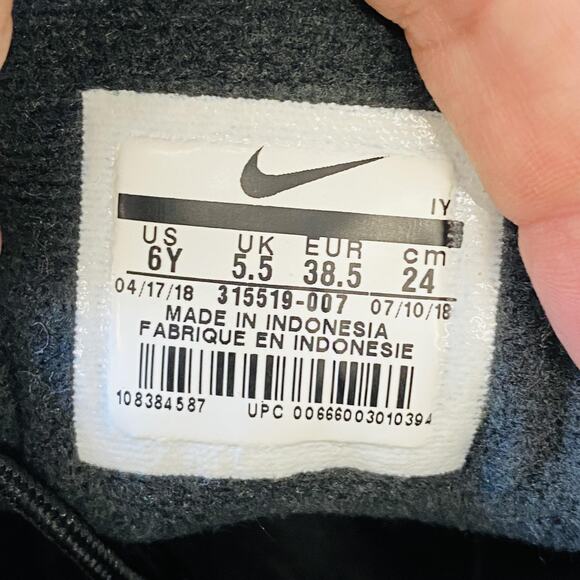 IY
US UK EUR cm
6Y 5.5 38.5 24
04/17/18 315519-007 07/10/18
MADE IN INDONESIA
FABRIQUE EN INDONESIE
108384587 UPC 00666003010394